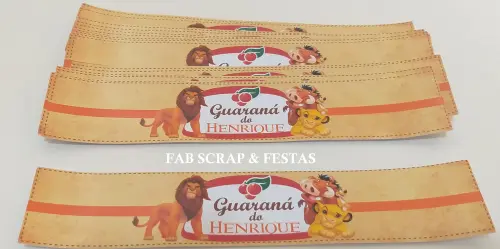 Guaraná
do
HENRIQUE
FAB SCRAP & FESTAS
Guaraná
do
HENRIQUE